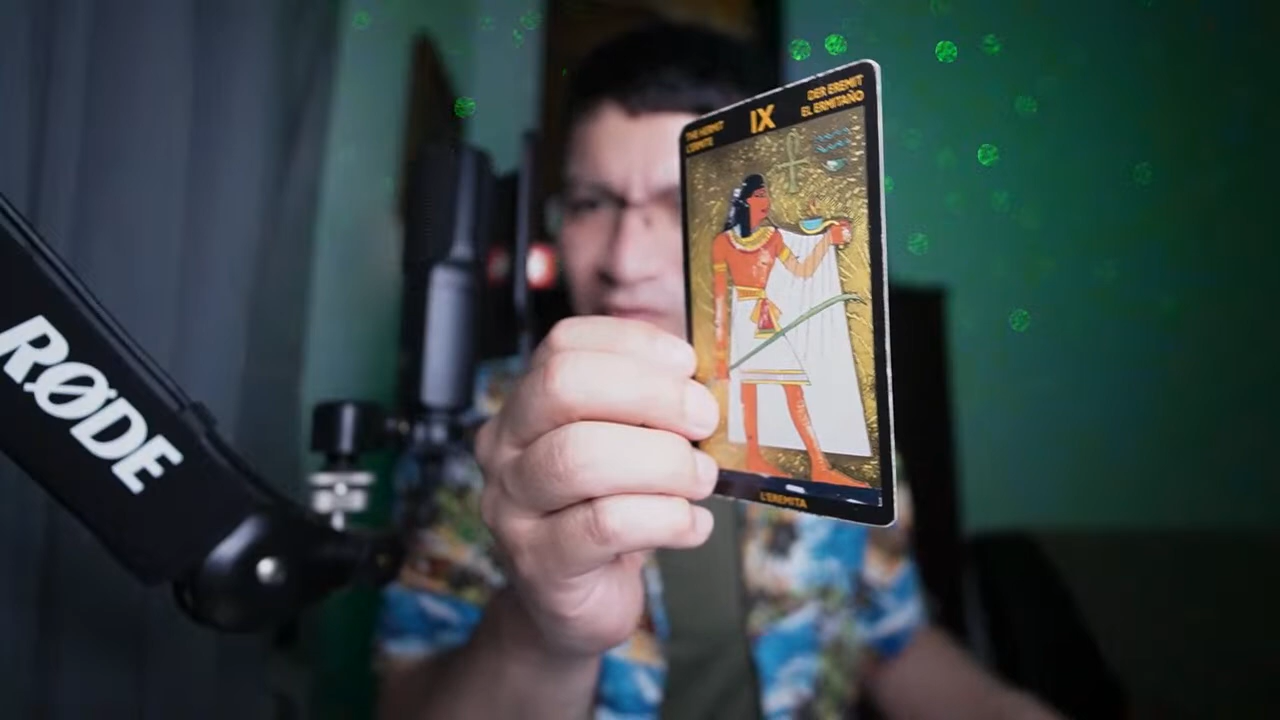 RØDE
THE HERMIT
L'ERMITE
IX
DER EREMIT
EL ERMITAÑO
L'EREMITA